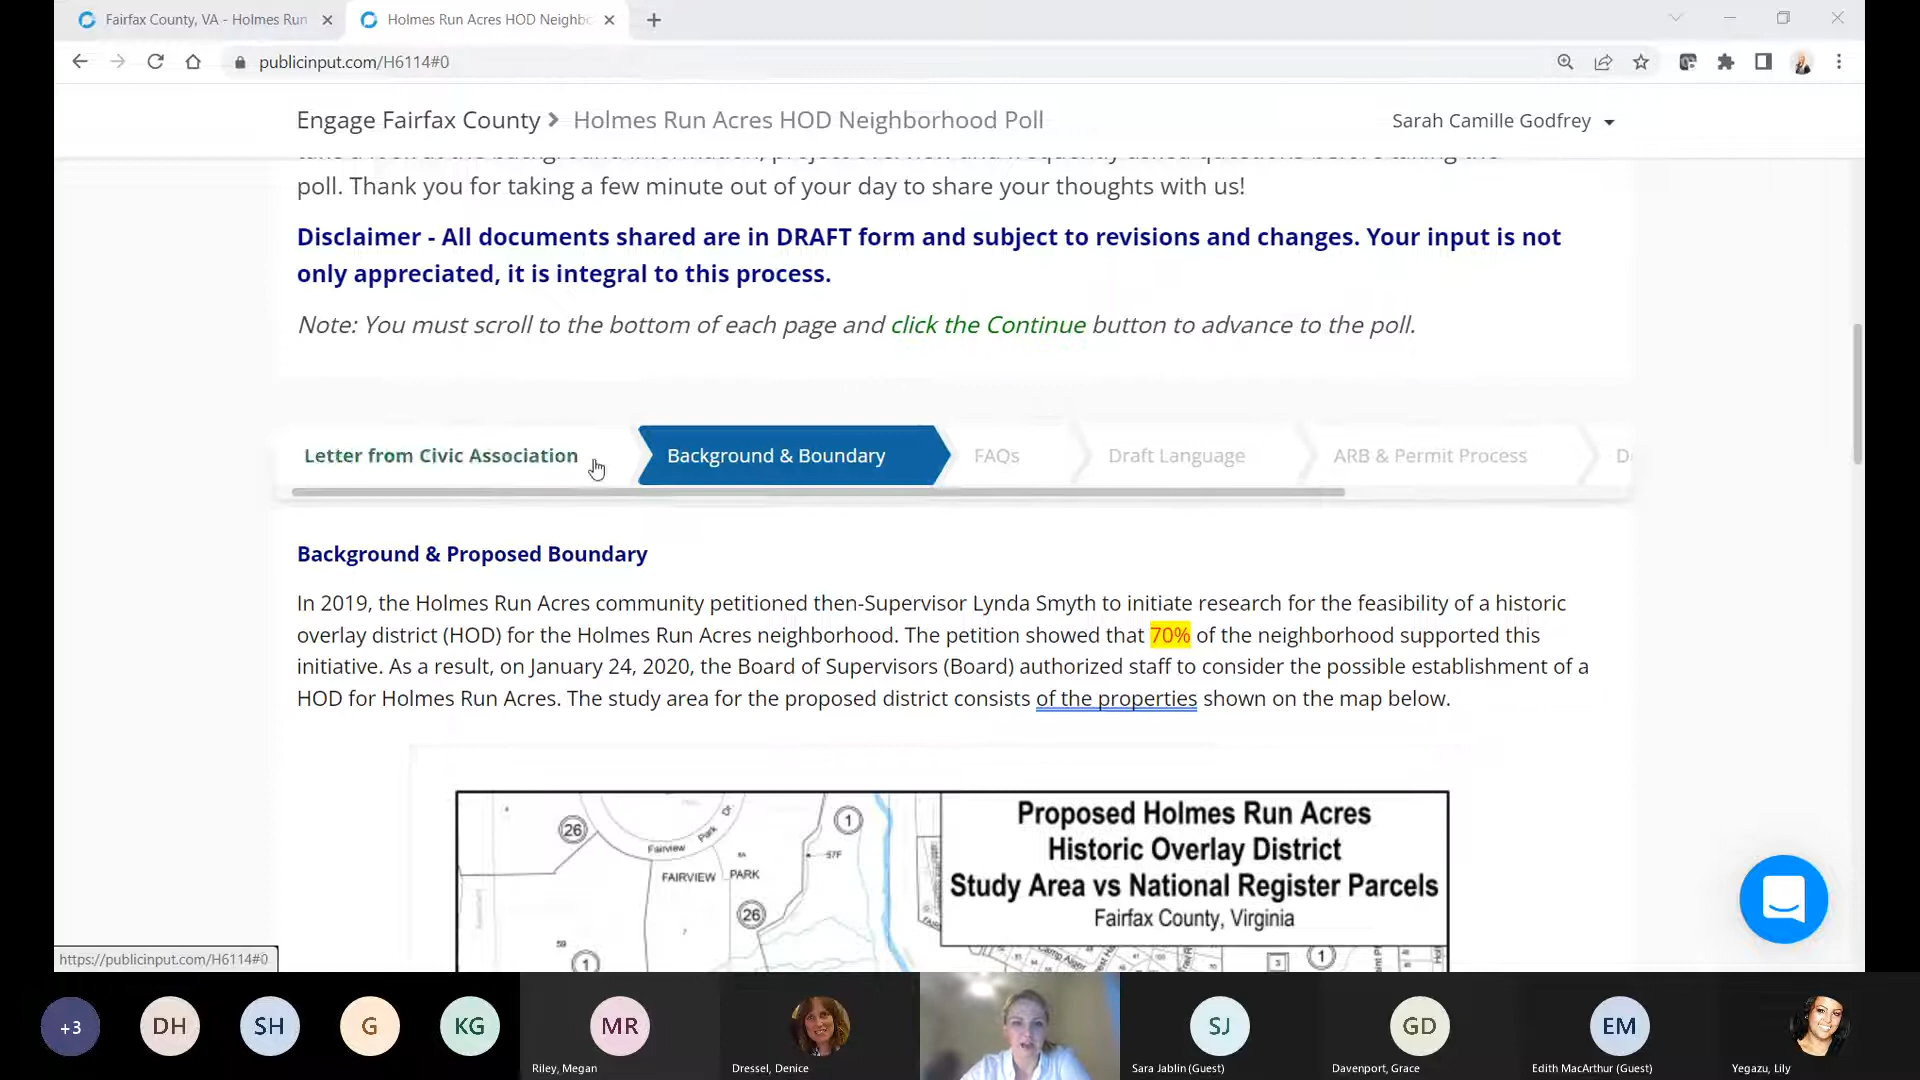 Fairfax County, VA - Holmes Run
Holmes Run Acres HOD Neighbo
publicinput.com/H6114#0
Engage Fairfax County > Holmes Run Acres HOD Neighborhood Poll
Sarah Camille Godfrey
poll. Thank you for taking a few minute out of your day to share your thoughts with us!
Disclaimer - All documents shared are in DRAFT form and subject to revisions and changes. Your input is not
only appreciated, it is integral to this process.
Note: You must scroll to the bottom of each page and click the Continue button to advance to the poll.
Letter from Civic Association
Background & Boundary
FAQs
Draft Language
ARB & Permit Process
Background & Proposed Boundary
In 2019, the Holmes Run Acres community petitioned then-Supervisor Lynda Smyth to initiate research for the feasibility of a historic
overlay district (HOD) for the Holmes Run Acres neighborhood. The petition showed that 70% of the neighborhood supported this
initiative. As a result, on January 24, 2020, the Board of Supervisors (Board) authorized staff to consider the possible establishment of a
HOD for Holmes Run Acres. The study area for the proposed district consists of the properties shown on the map below.
Proposed Holmes Run Acres
Historic Overlay District
Study Area vs National Register Parcels
Fairfax County, Virginia
26
1
Fairview Park Dr.
57F
FAIRVIEW PARK
26
59
7
1
3
1
https://publicinput.com/H6114#0
+3
DH
SH
G
KG
MR
SJ
GD
EM
Riley, Megan
Dressel, Denice
Sara Jablin (Guest)
Davenport, Grace
Edith MacArthur (Guest)
Yegazu, Lily